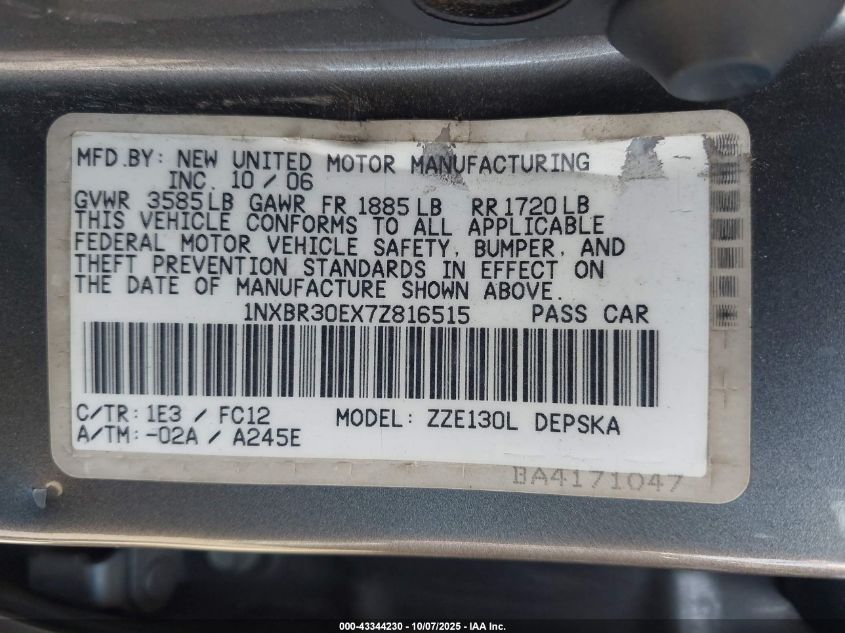 MFD.BY: NEW UNITED MOTOR MANUFACTURING
INC. 10 / 06
GVWR 3585LB GAWR FR 1885 LB RR 1720 LB
THIS VEHICLE CONFORMS TO ALL APPLICABLE
FEDERAL MOTOR VEHICLE SAFETY, BUMPER, AND
THEFT PREVENTION STANDARDS IN EFFECT ON
THE DATE OF MANUFACTURE SHOWN ABOVE.
1NXBR30EX7Z816515 PASS CAR
C/TR: 1E3 / FC12 MODEL: ZZE130L DEPSKA
A/TM: -02A / A245E
BA4171047
000-43344230 - 10/07/2025 - IAA Inc.